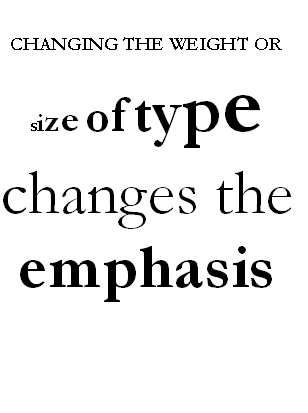 CHANGING THE WEIGHT OR
size of type
changes the
emphasis